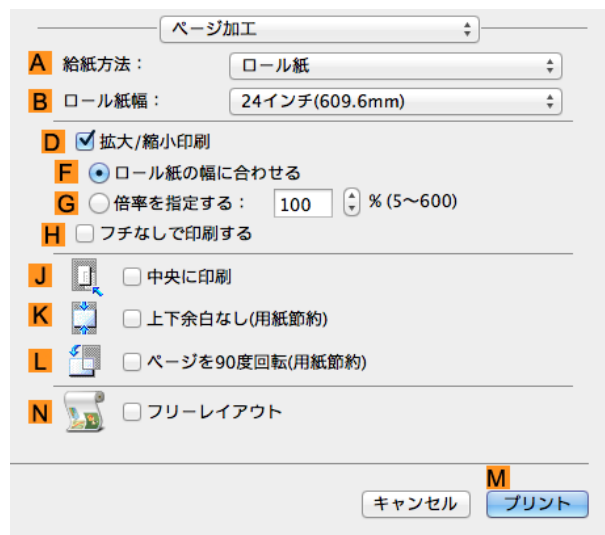 ページ加工
A 給紙方法： ロール紙
B ロール紙幅： 24インチ(609.6mm)
D 拡大/縮小印刷
F ロール紙の幅に合わせる
G 倍率を指定する： 100 % (5～600)
H フチなしで印刷する
J 中央に印刷
K 上下余白なし(用紙節約)
L ページを90度回転(用紙節約)
N フリーレイアウト
M
キャンセル プリント